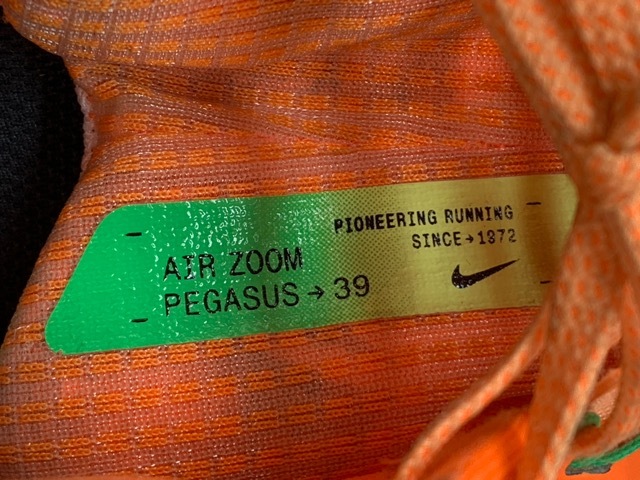 AIR ZOOM
PEGASUS → 39
PIONEERING RUNNING
SINCE→1972